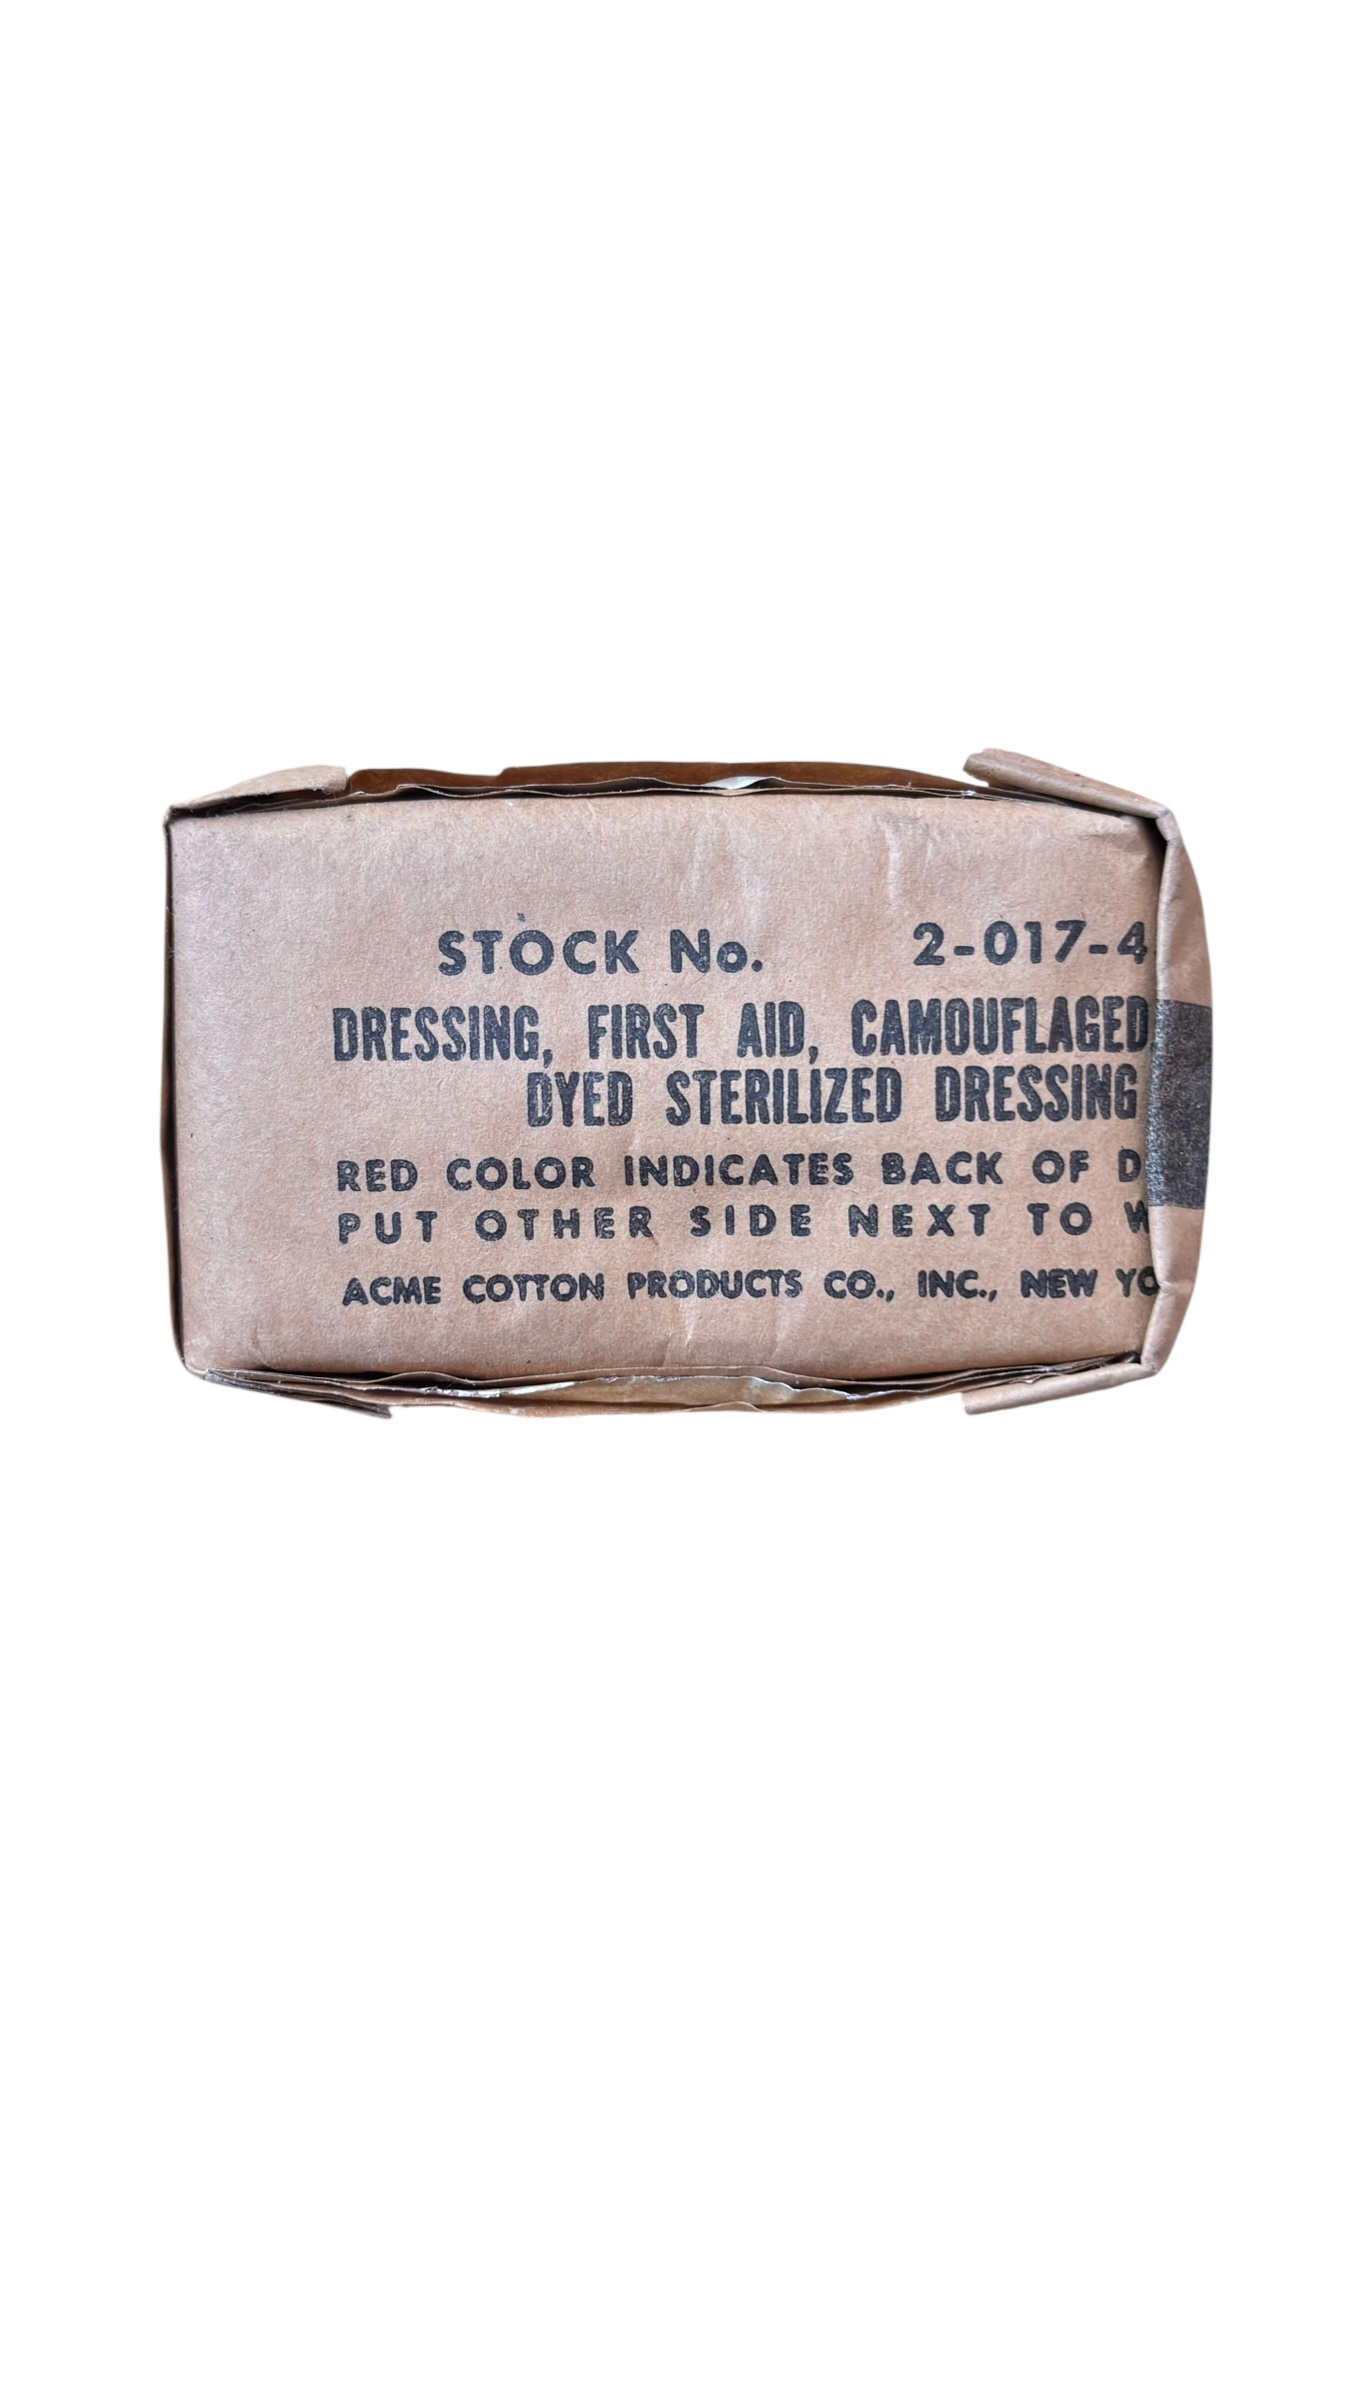 STOCK No. 2-017-4
DRESSING, FIRST AID, CAMOUFLAGED
DYED STERILIZED DRESSING
RED COLOR INDICATES BACK OF D
PUT OTHER SIDE NEXT TO W
ACME COTTON PRODUCTS CO., INC., NEW YO